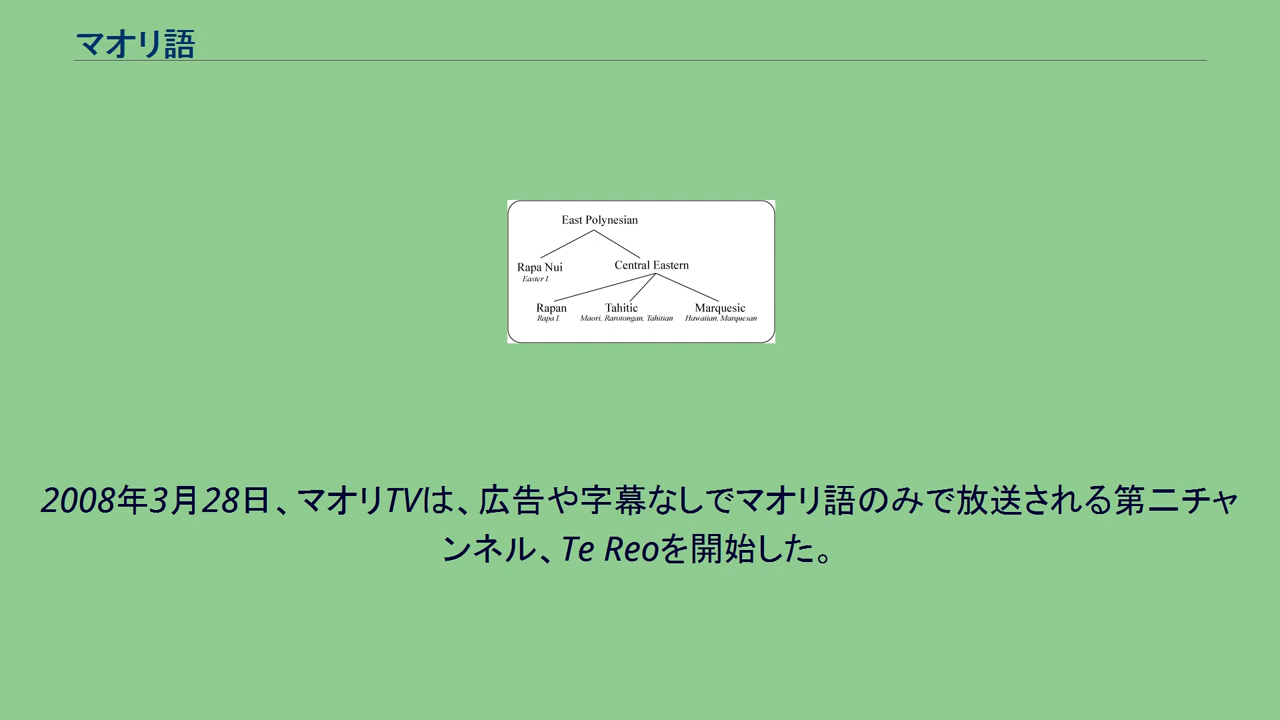 マオリ語
East Polynesian
Rapa Nui
Easter I.
Central Eastern
Rapan
Rapa I.
Tahitic
Maori, Rarotongan, Tahitian
Marquesic
Hawaiian, Marquesan
2008年3月28日、マオリTVは、広告や字幕なしでマオリ語のみで放送される第二チャ
ンネル、Te Reoを開始した。